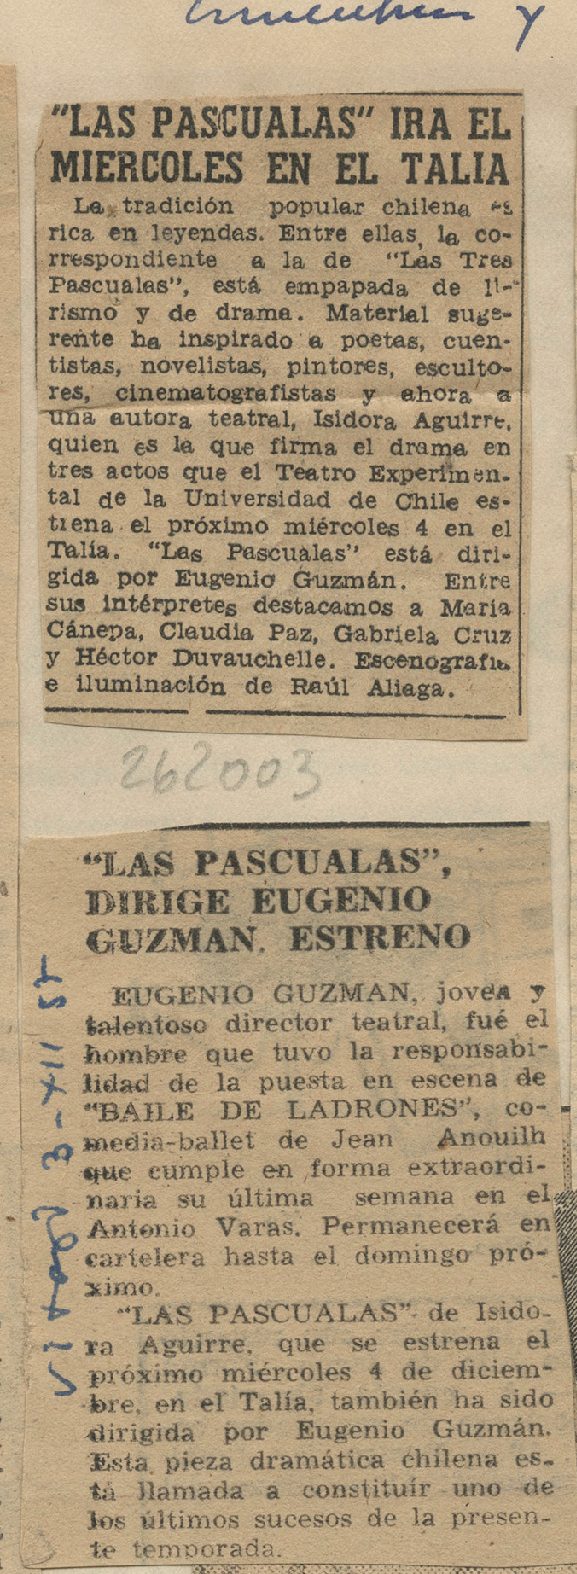 "LAS PASCUALAS" IRA EL
MIERCOLES EN EL TALIA
La tradición popular chilena es
rica en leyendas. Entre ellas, la co-
rrespondiente a la de "Las Tres
Pascualas", está empapada de li-
rismo y de drama. Material suge-
rente ha inspirado a poetas, cuen-
tistas, novelistas, pintores, esculto-
res, cinematografistas y ahora a
una autora teatral, Isidora Aguirre,
quien es la que firma el drama en
tres actos que el Teatro Experimen-
tal de la Universidad de Chile es-
trena el próximo miércoles 4 en el
Talía. "Las Pascualas" está diri-
gida por Eugenio Guzmán. Entre
sus intérpretes destacamos a María
Cánepa, Claudia Paz, Gabriela Cruz
y Héctor Duvauchelle. Escenografía
e iluminación de Raúl Aliaga.
262003
"LAS PASCUALAS",
DIRIGE EUGENIO
GUZMAN. ESTRENO
EUGENIO GUZMAN, joven y
talentoso director teatral, fué el
hombre que tuvo la responsabi-
lidad de la puesta en escena de
"BAILE DE LADRONES", co-
media-ballet de Jean Anouilh
que cumple en forma extraordi-
naria su última semana en el
Antonio Varas. Permanecerá en
cartelera hasta el domingo pró-
ximo.
"LAS PASCUALAS" de Isido-
ra Aguirre, que se estrena el
próximo miércoles 4 de diciem-
bre, en el Talía, también ha sido
dirigida por Eugenio Guzmán.
Esta pieza dramática chilena es-
tá llamada a constituír uno de
los últimos sucesos de la presen-
te temporada.
3-XII 57